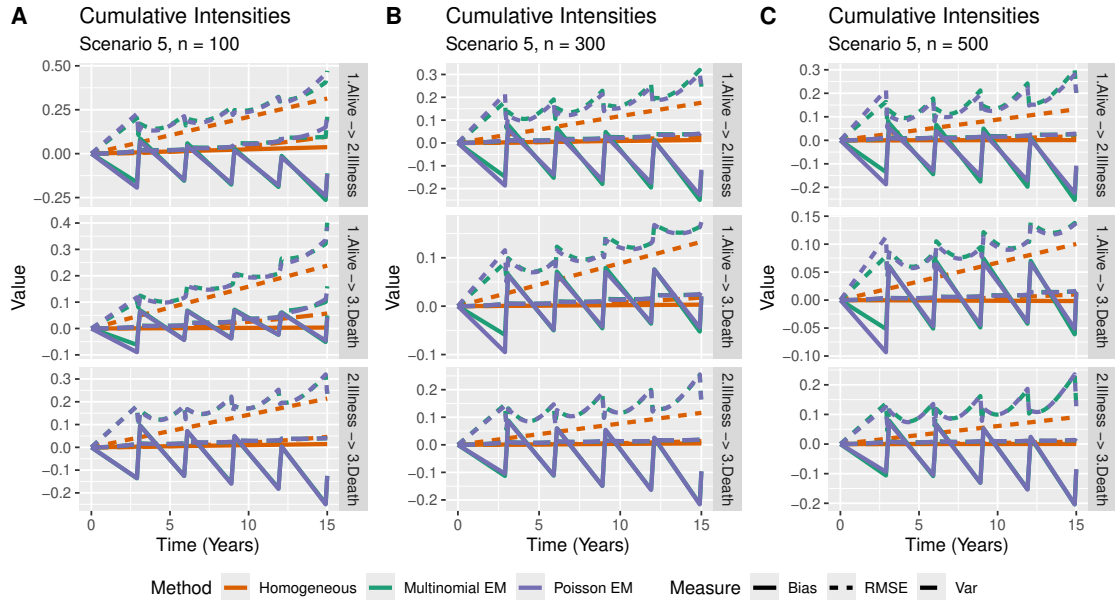 A
Cumulative Intensities
Scenario 5, n = 100
0.50
0.25
0.00
−0.25
1.Alive −> 2.Illness
0.4
0.3
0.2
0.1
0.0
−0.1
1.Alive −> 3.Death
0.3
0.2
0.1
0.0
−0.1
−0.2
2.Illness −> 3.Death
0
5
10
15
Value
Time (Years)
B
Cumulative Intensities
Scenario 5, n = 300
0.3
0.2
0.1
0.0
−0.1
−0.2
1.Alive −> 2.Illness
0.1
0.0
0.1
1.Alive −> 3.Death
0.3
0.2
0.1
0.0
−0.1
−0.2
2.Illness −> 3.Death
0
5
10
15
Value
Time (Years)
C
Cumulative Intensities
Scenario 5, n = 500
0.3
0.2
0.1
0.0
−0.1
−0.2
1.Alive −> 2.Illness
0.15
0.10
0.05
0.00
−0.05
−0.10
1.Alive −> 3.Death
0.2
0.1
0.0
−0.1
−0.2
2.Illness −> 3.Death
0
5
10
15
Value
Time (Years)
Method Homogeneous Multinomial EM Poisson EM Measure Bias RMSE Var